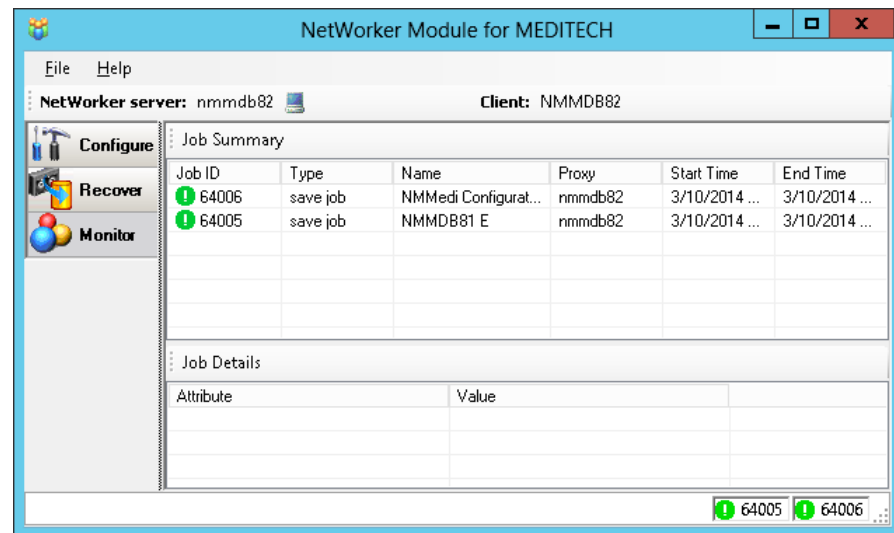 NetWorker Module for MEDITECH
File Help
NetWorker server: nmmdb82 Client: NMMDB82
Configure
Recover
Monitor
Job Summary
Job ID Type Name Proxy Start Time End Time
64006 save job NMMedi Configurat... nmmdb82 3/10/2014 ... 3/10/2014 ...
64005 save job NMMDB81 E nmmdb82 3/10/2014 ... 3/10/2014 ...
Job Details
Attribute Value
64005 64006